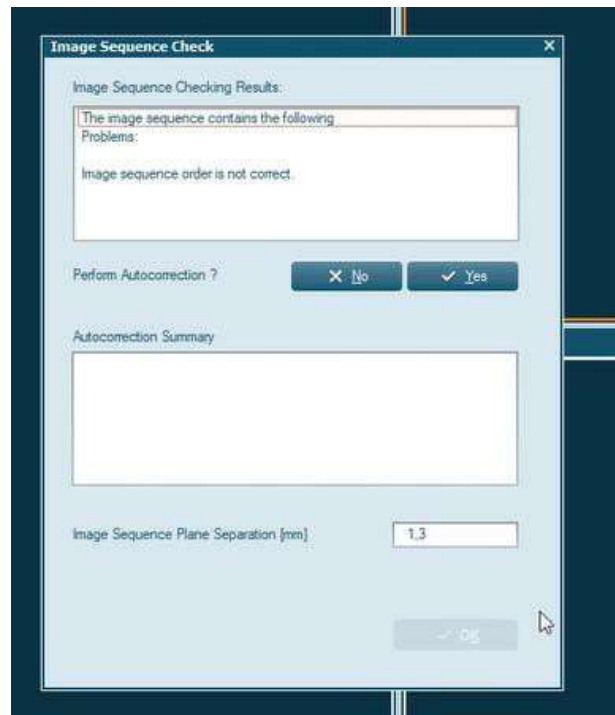 Image Sequence Check
Image Sequence Checking Results:
The image sequence contains the following
Problems:
Image sequence order is not correct.
Perform Autocorrection ?
No
Yes
Autocorrection Summary
Image Sequence Plane Separation [mm]
1,3
OK